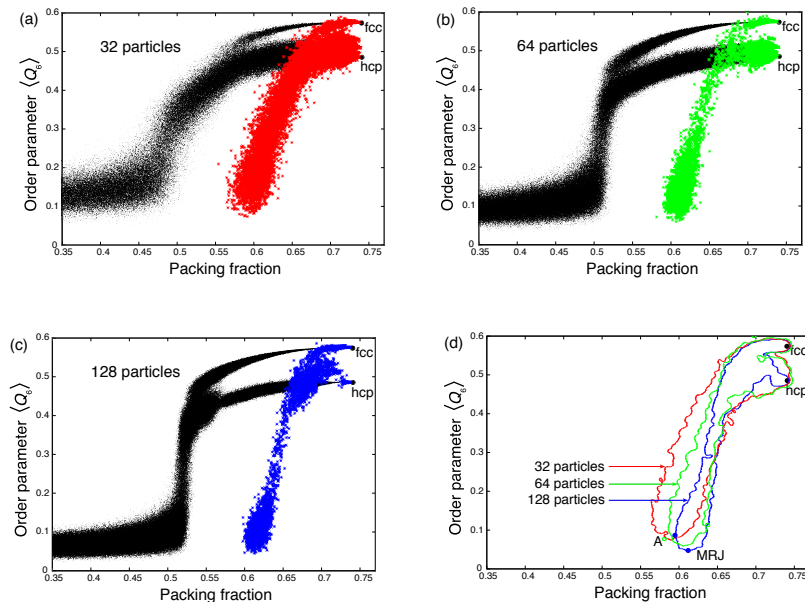 (a)
32 particles
fcc
hcp
Order parameter ⟨Q6⟩
0.6
0.5
0.4
0.3
0.2
0.1
0
0.35 0.4 0.45 0.5 0.55 0.6 0.65 0.7 0.75
Packing fraction
(b)
64 particles
fcc
hcp
Order parameter ⟨Q6⟩
0.6
0.5
0.4
0.3
0.2
0.1
0
0.35 0.4 0.45 0.5 0.55 0.6 0.65 0.7 0.75
Packing fraction
(c)
128 particles
fcc
hcp
Order parameter ⟨Q6⟩
0.6
0.5
0.4
0.3
0.2
0.1
0
0.35 0.4 0.45 0.5 0.55 0.6 0.65 0.7 0.75
Packing fraction
(d)
fcc
hcp
32 particles
64 particles
128 particles
A
MRJ
Order parameter ⟨Q6⟩
0.6
0.5
0.4
0.3
0.2
0.1
0
0.35 0.4 0.45 0.5 0.55 0.6 0.65 0.7 0.75
Packing fraction